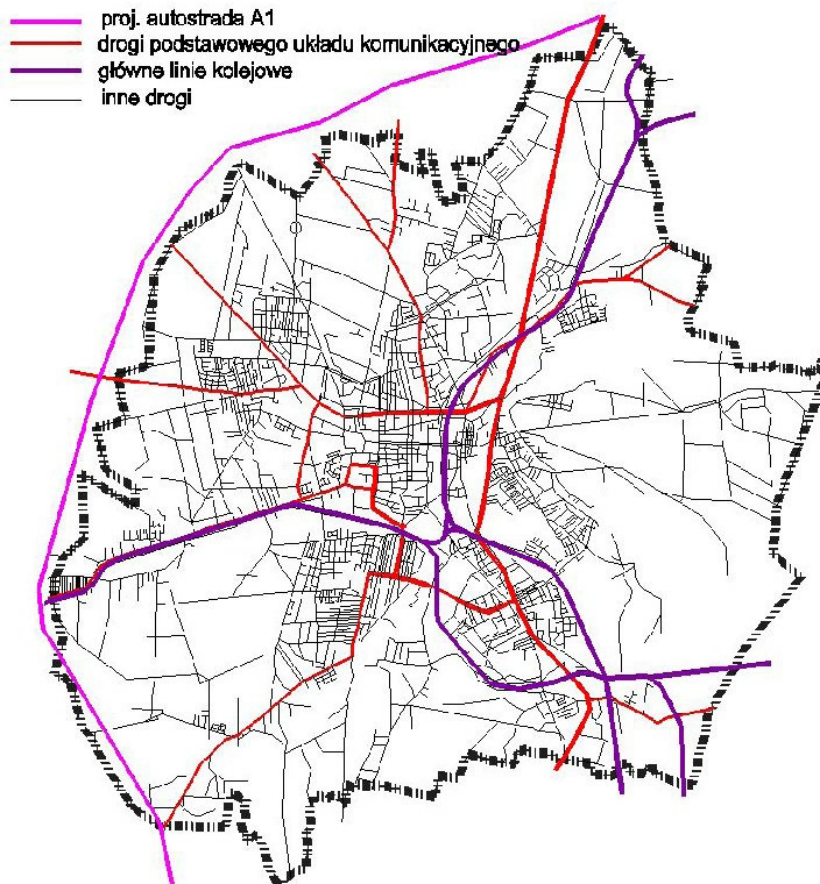 proj. autostrada A1
drogi podstawowego układu komunikacyjnego
główne linie kolejowe
inne drogi